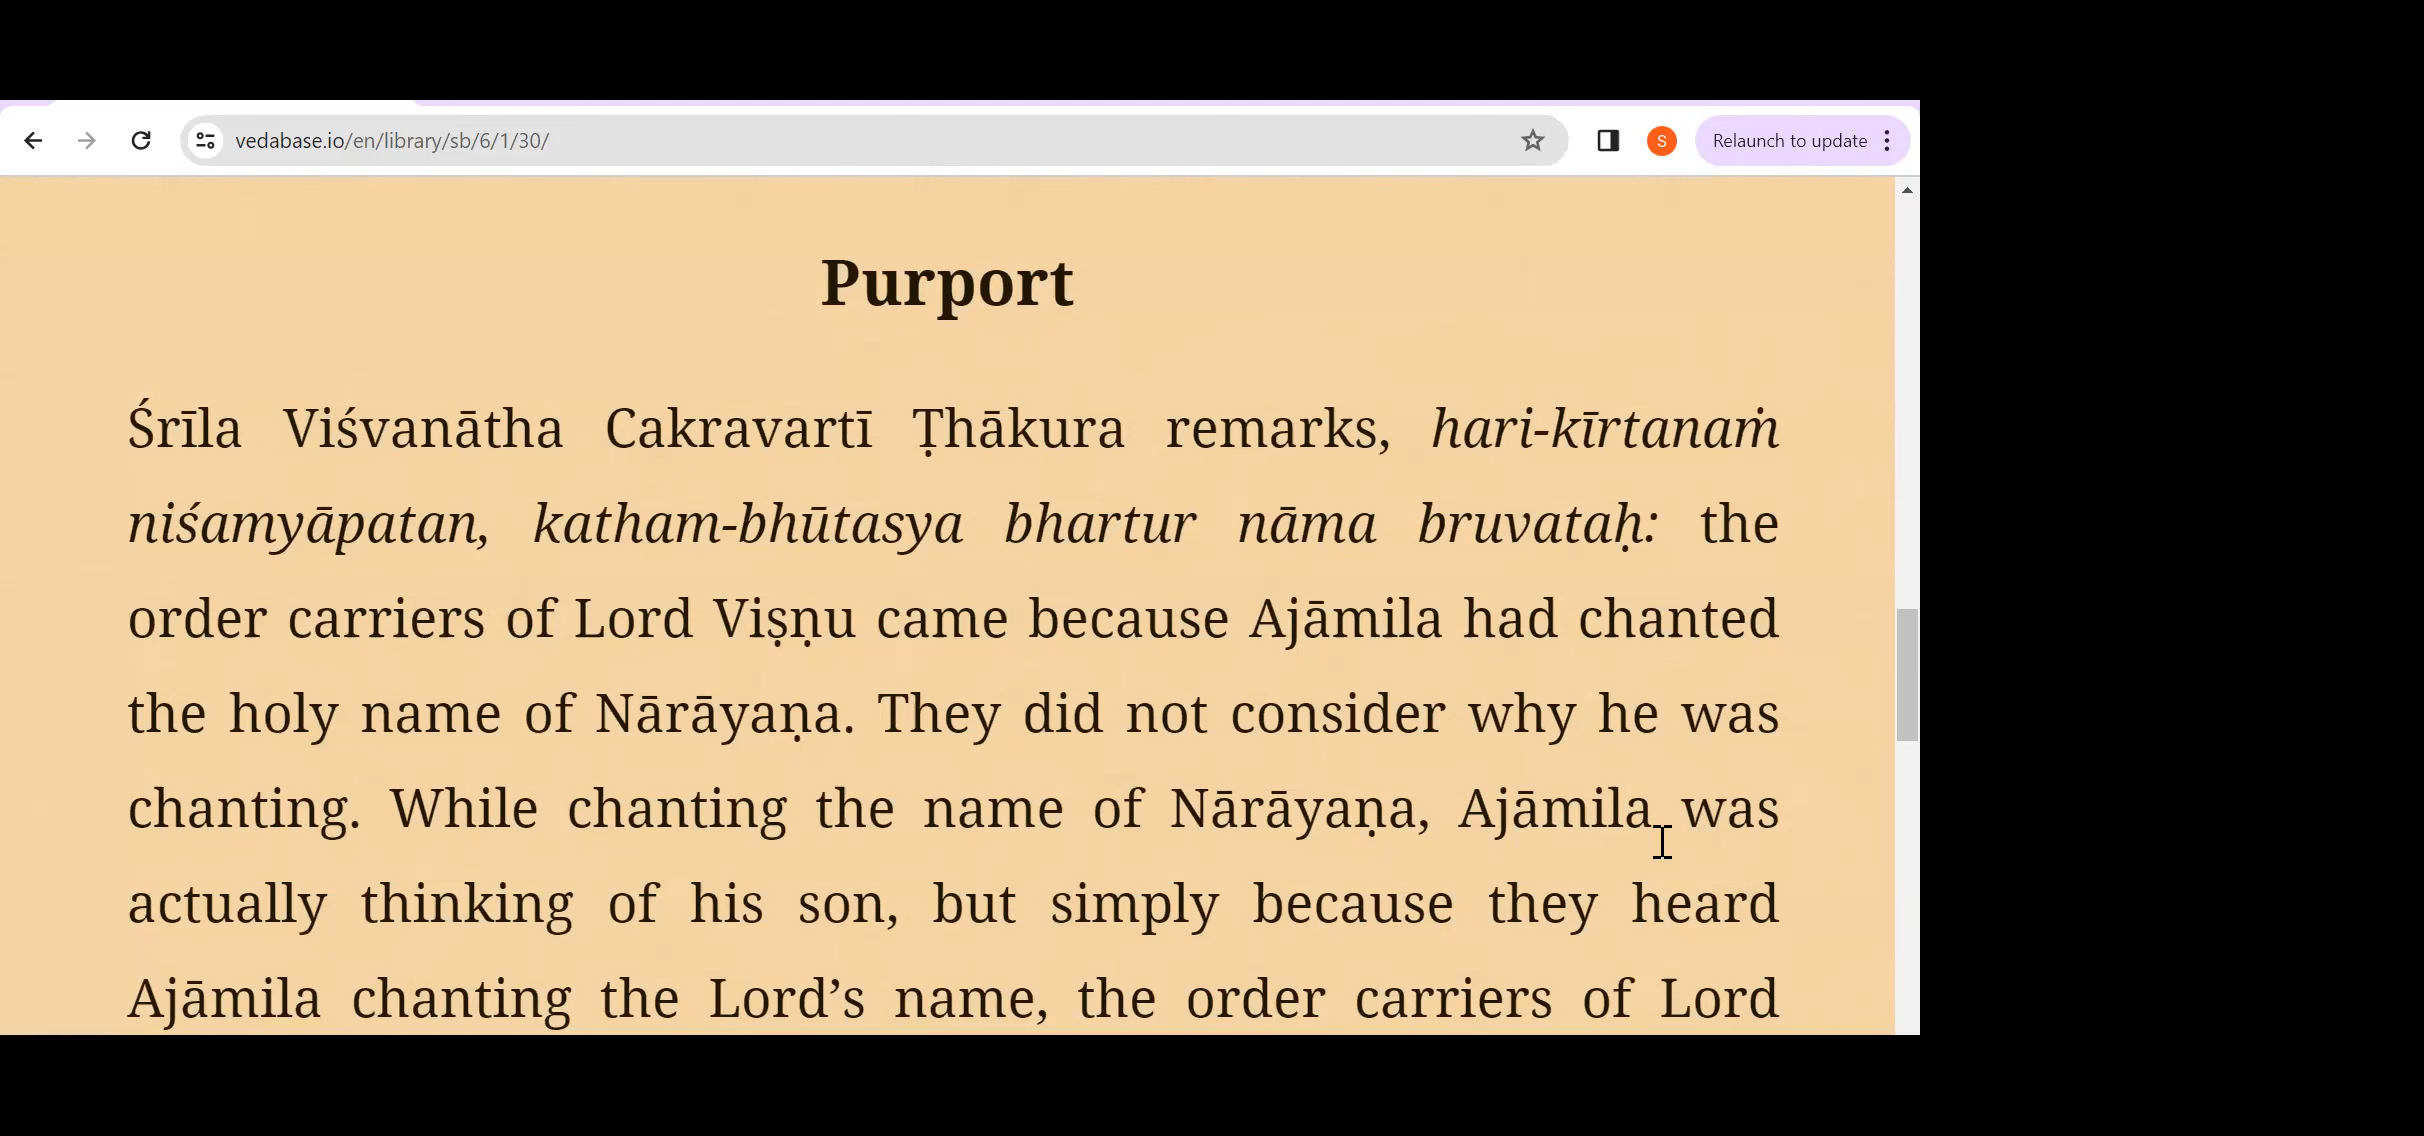 vedabase.io/en/library/sb/6/1/30/
S
Relaunch to update
Purport
Śrīla Viśvanātha Cakravartī Ṭhākura remarks, hari-kīrtanaṁ
niśamyāpatan, katham-bhūtasya bhartur nāma bruvataḥ: the
order carriers of Lord Viṣṇu came because Ajāmila had chanted
the holy name of Nārāyaṇa. They did not consider why he was
chanting. While chanting the name of Nārāyaṇa, Ajāmila was
actually thinking of his son, but simply because they heard
Ajāmila chanting the Lord’s name, the order carriers of Lord